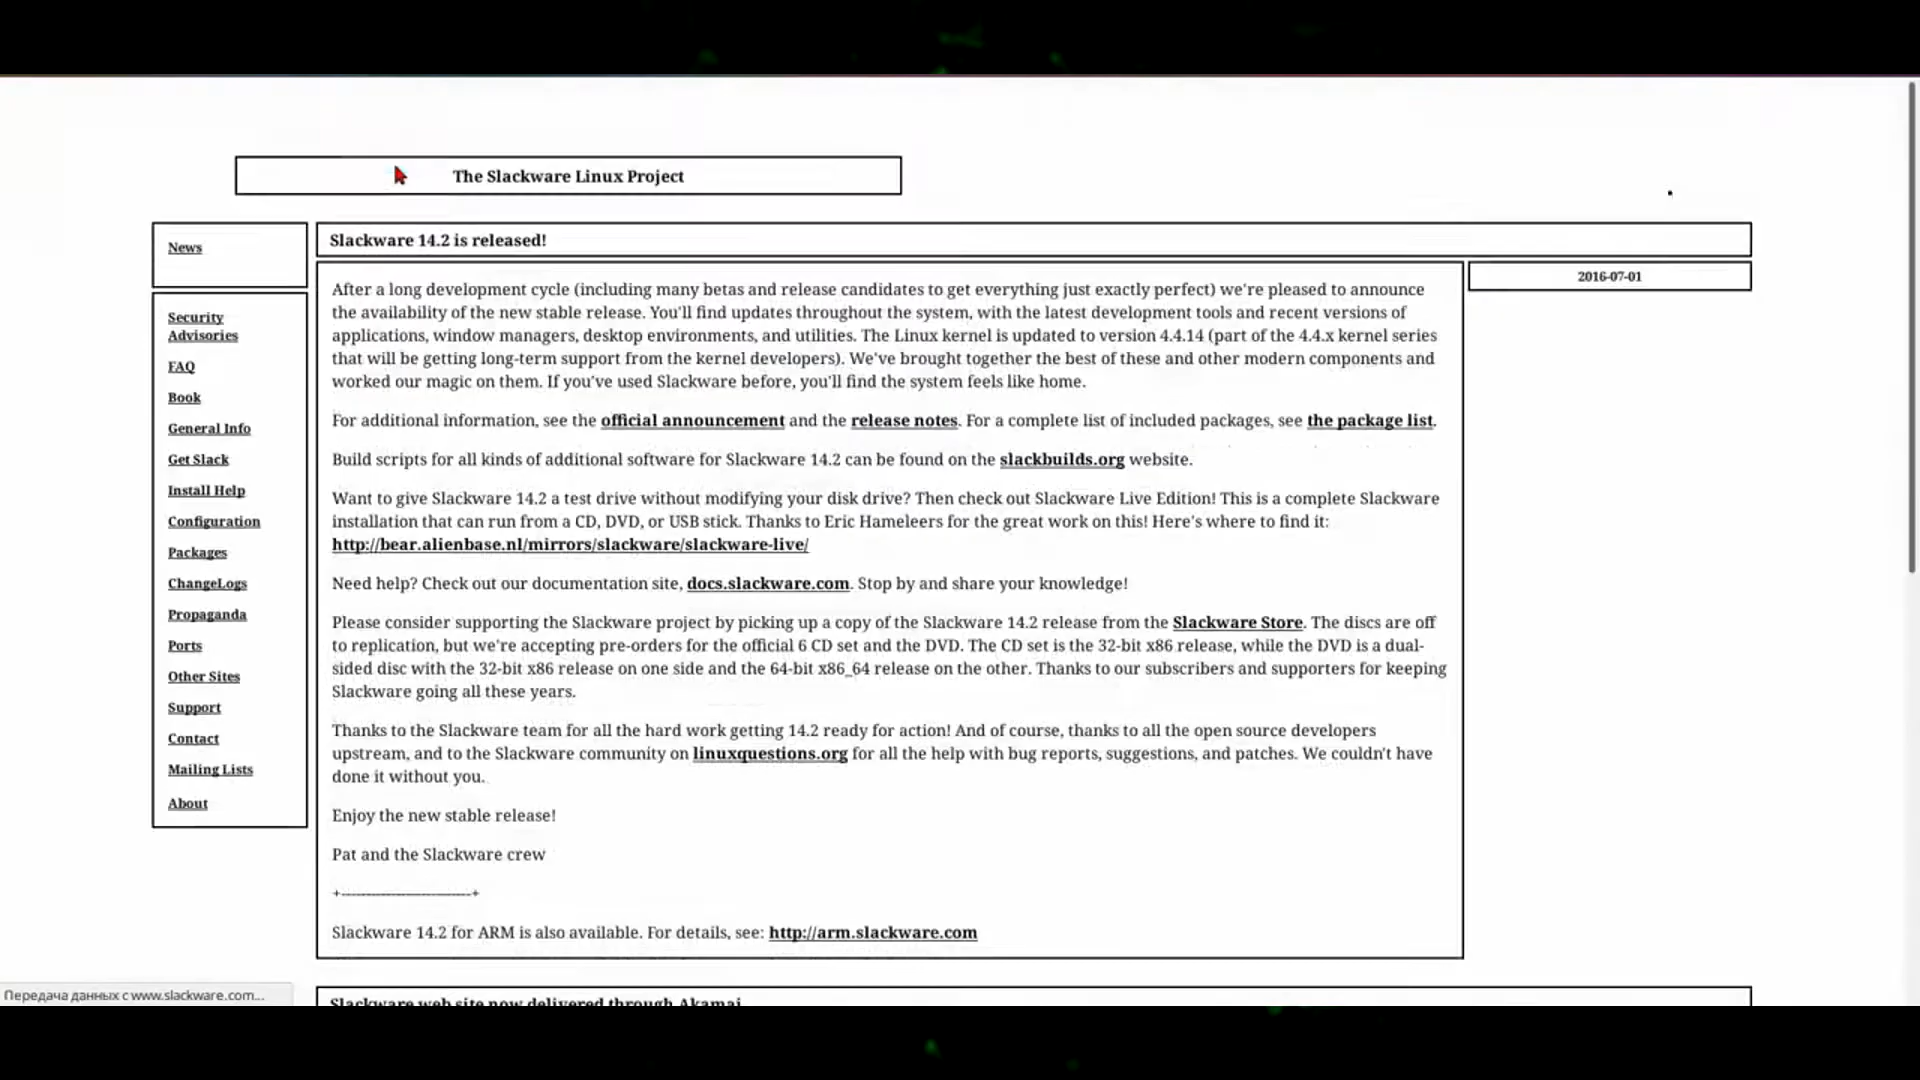 The Slackware Linux Project
News
Security
Advisories
FAQ
Book
General Info
Get Slack
Install Help
Configuration
Packages
ChangeLogs
Propaganda
Ports
Other Sites
Support
Contact
Mailing Lists
About
Slackware 14.2 is released!
2016-07-01
After a long development cycle (including many betas and release candidates to get everything just exactly perfect) we're pleased to announce
the availability of the new stable release. You'll find updates throughout the system, with the latest development tools and recent versions of
applications, window managers, desktop environments, and utilities. The Linux kernel is updated to version 4.4.14 (part of the 4.4.x kernel series
that will be getting long-term support from the kernel developers). We've brought together the best of these and other modern components and
worked our magic on them. If you've used Slackware before, you'll find the system feels like home.
For additional information, see the official announcement and the release notes. For a complete list of included packages, see the package list.
Build scripts for all kinds of additional software for Slackware 14.2 can be found on the slackbuilds.org website.
Want to give Slackware 14.2 a test drive without modifying your disk drive? Then check out Slackware Live Edition! This is a complete Slackware
installation that can run from a CD, DVD, or USB stick. Thanks to Eric Hameleers for the great work on this! Here's where to find it:
http://bear.alienbase.nl/mirrors/slackware/slackware-live/
Need help? Check out our documentation site, docs.slackware.com. Stop by and share your knowledge!
Please consider supporting the Slackware project by picking up a copy of the Slackware 14.2 release from the Slackware Store. The discs are off
to replication, but we're accepting pre-orders for the official 6 CD set and the DVD. The CD set is the 32-bit x86 release, while the DVD is a dual-
sided disc with the 32-bit x86 release on one side and the 64-bit x86_64 release on the other. Thanks to our subscribers and supporters for keeping
Slackware going all these years.
Thanks to the Slackware team for all the hard work getting 14.2 ready for action! And of course, thanks to all the open source developers
upstream, and to the Slackware community on linuxquestions.org for all the help with bug reports, suggestions, and patches. We couldn't have
done it without you.
Enjoy the new stable release!
Pat and the Slackware crew
+--------------------------+
Slackware 14.2 for ARM is also available. For details, see: http://arm.slackware.com
Slackware web site now delivered through Akamai
Передача данных с www.slackware.com...